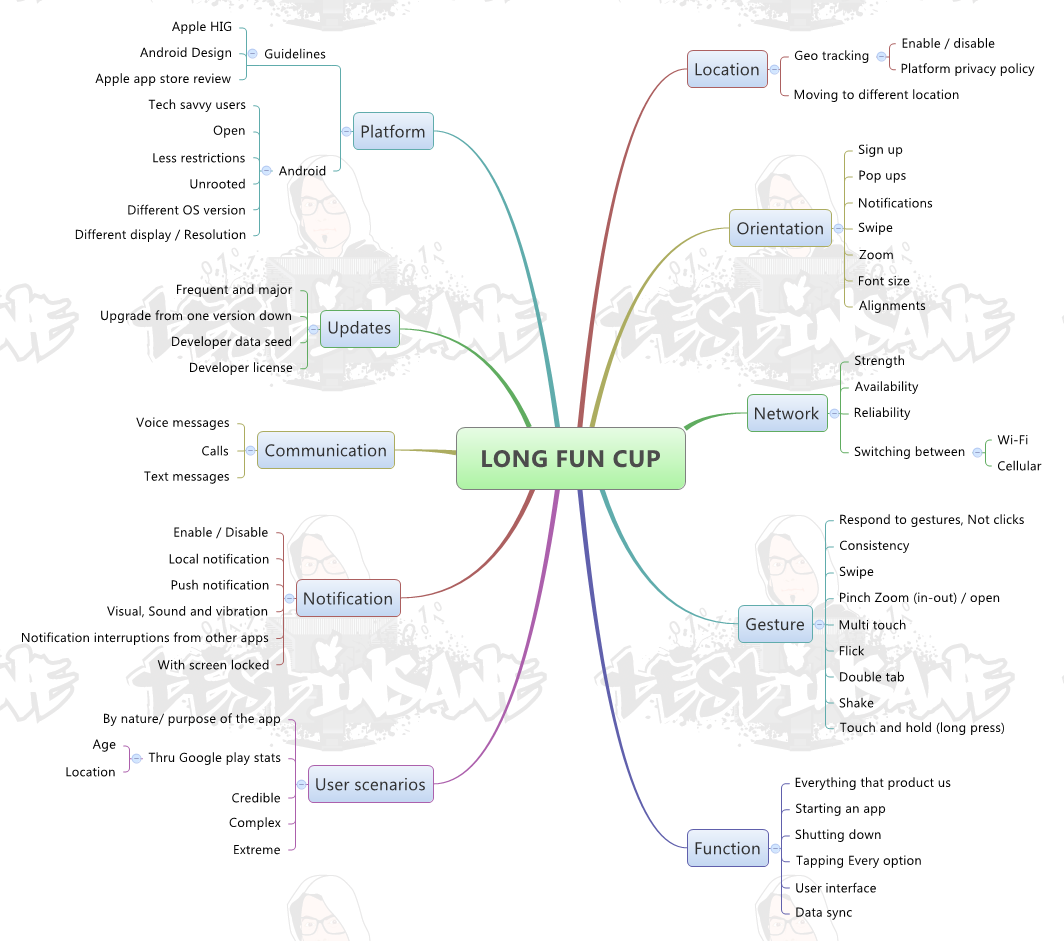 LONG FUN CUP
Location
Geo tracking
Enable / disable
Platform privacy policy
Moving to different location
Orientation
Sign up
Pop ups
Notifications
Swipe
Zoom
Font size
Alignments
Network
Strength
Availability
Reliability
Switching between
Wi-Fi
Cellular
Gesture
Respond to gestures, Not clicks
Consistency
Swipe
Pinch Zoom (in-out) / open
Multi touch
Flick
Double tab
Shake
Touch and hold (long press)
Function
Everything that product us
Starting an app
Shutting down
Tapping Every option
User interface
Data sync
Platform
Guidelines
Apple HIG
Android Design
Apple app store review
Android
Tech savvy users
Open
Less restrictions
Unrooted
Different OS version
Different display / Resolution
Updates
Frequent and major
Upgrade from one version down
Developer data seed
Developer license
Communication
Voice messages
Calls
Text messages
Notification
Enable / Disable
Local notification
Push notification
Visual, Sound and vibration
Notification interruptions from other apps
With screen locked
User scenarios
By nature/ purpose of the app
Thru Google play stats
Age
Location
Credible
Complex
Extreme
TEST INSANE
TEST INSANE
TEST INSANE
TEST INSANE